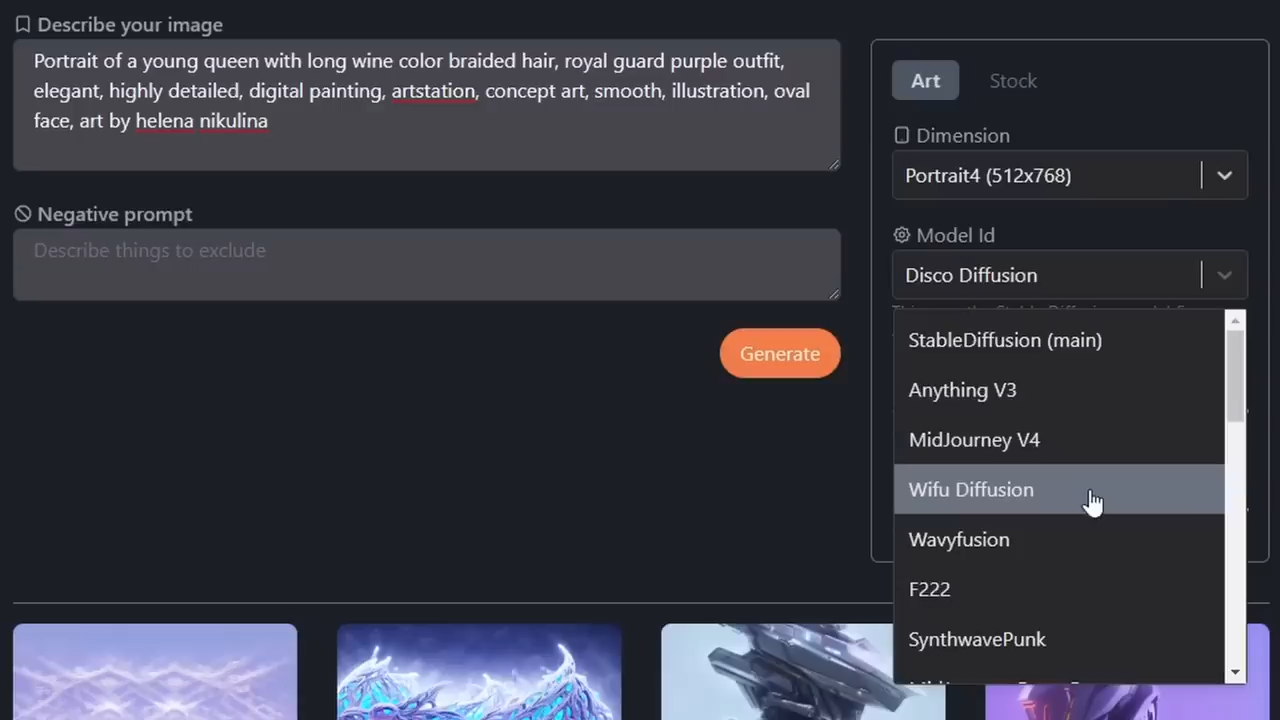 Describe your image
Portrait of a young queen with long wine color braided hair, royal guard purple outfit,
elegant, highly detailed, digital painting, artstation, concept art, smooth, illustration, oval
face, art by helena nikulina
Negative prompt
Describe things to exclude
Generate
Art
Stock
Dimension
Portrait4 (512x768)
Model Id
Disco Diffusion
StableDiffusion (main)
Anything V3
MidJourney V4
Wifu Diffusion
Wavyfusion
F222
SynthwavePunk